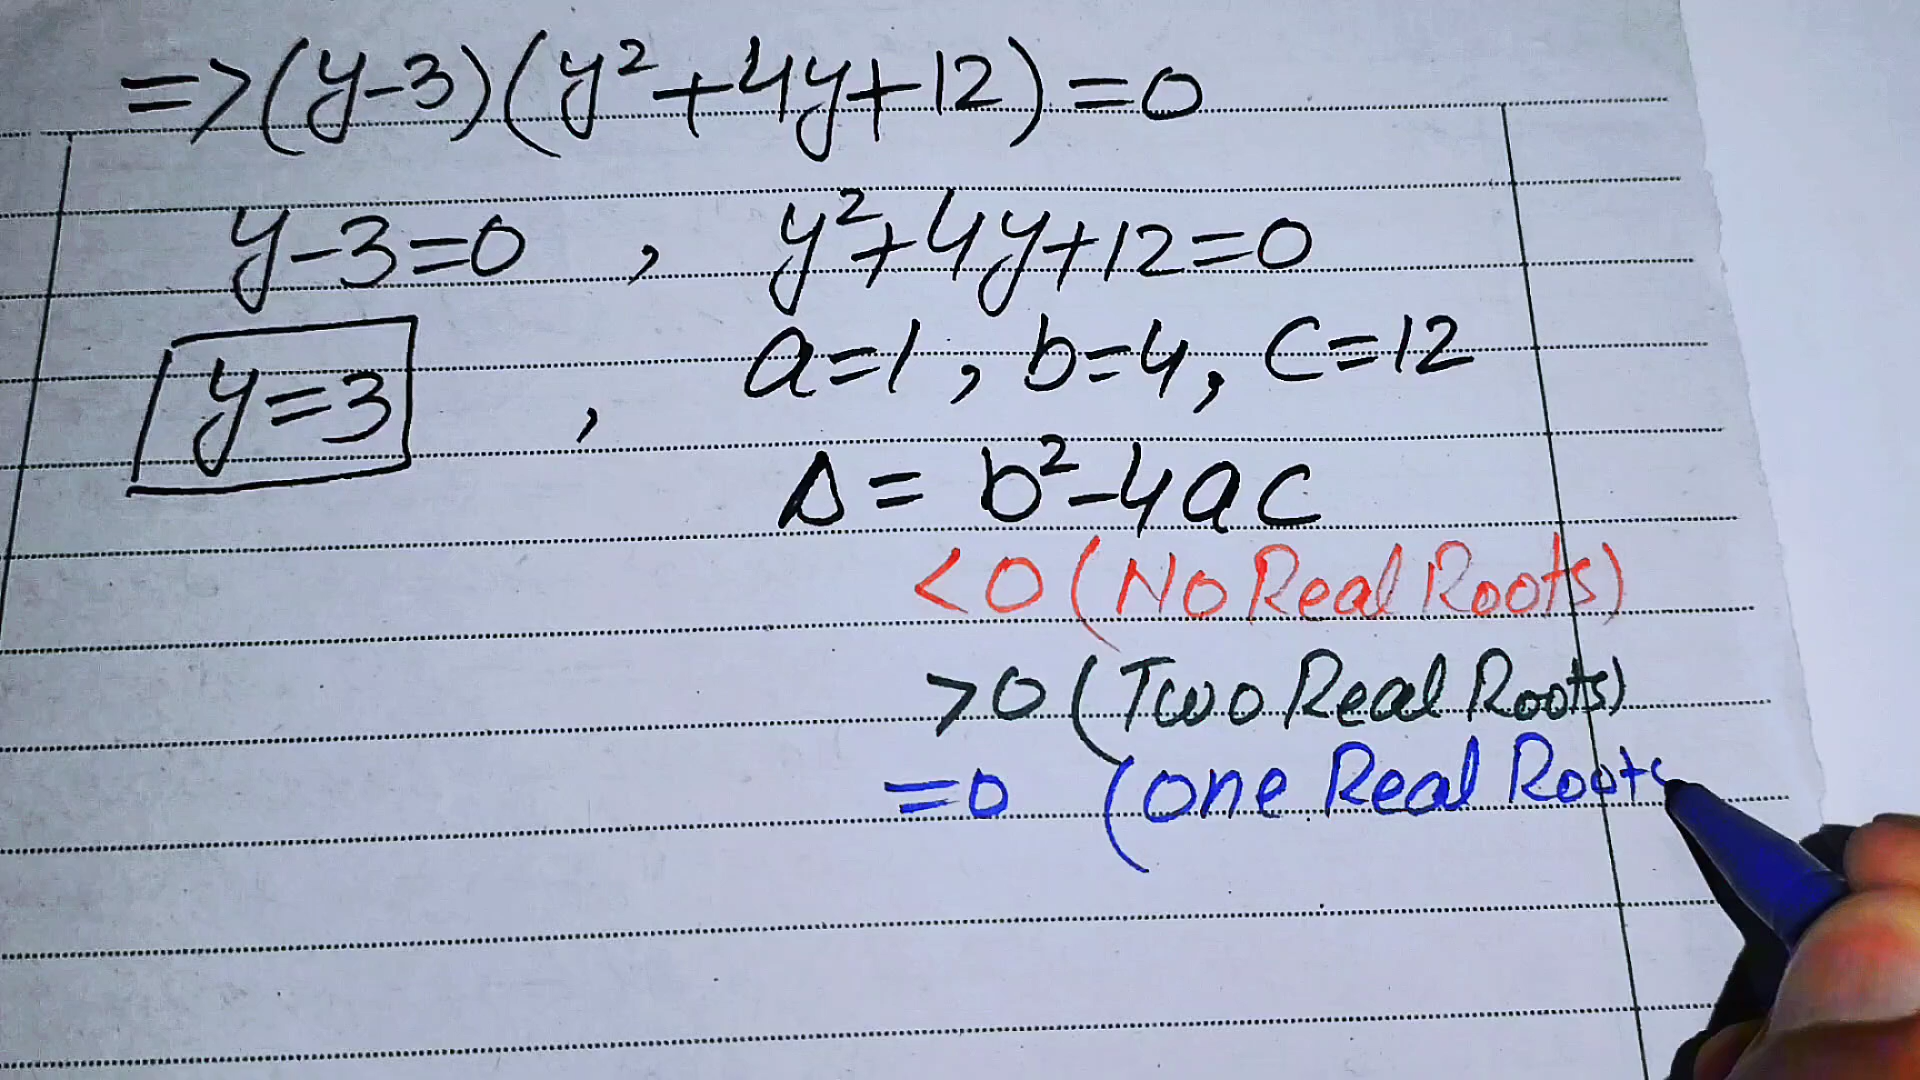 =>(y-3)(y²+4y+12)=0
y-3=0 , y²+4y+12=0
y=3 , a=1, b=4, c=12
Δ= b²-4ac
<0 (No Real Roots)
>0 (Two Real Roots)
=0 (one Real Roots